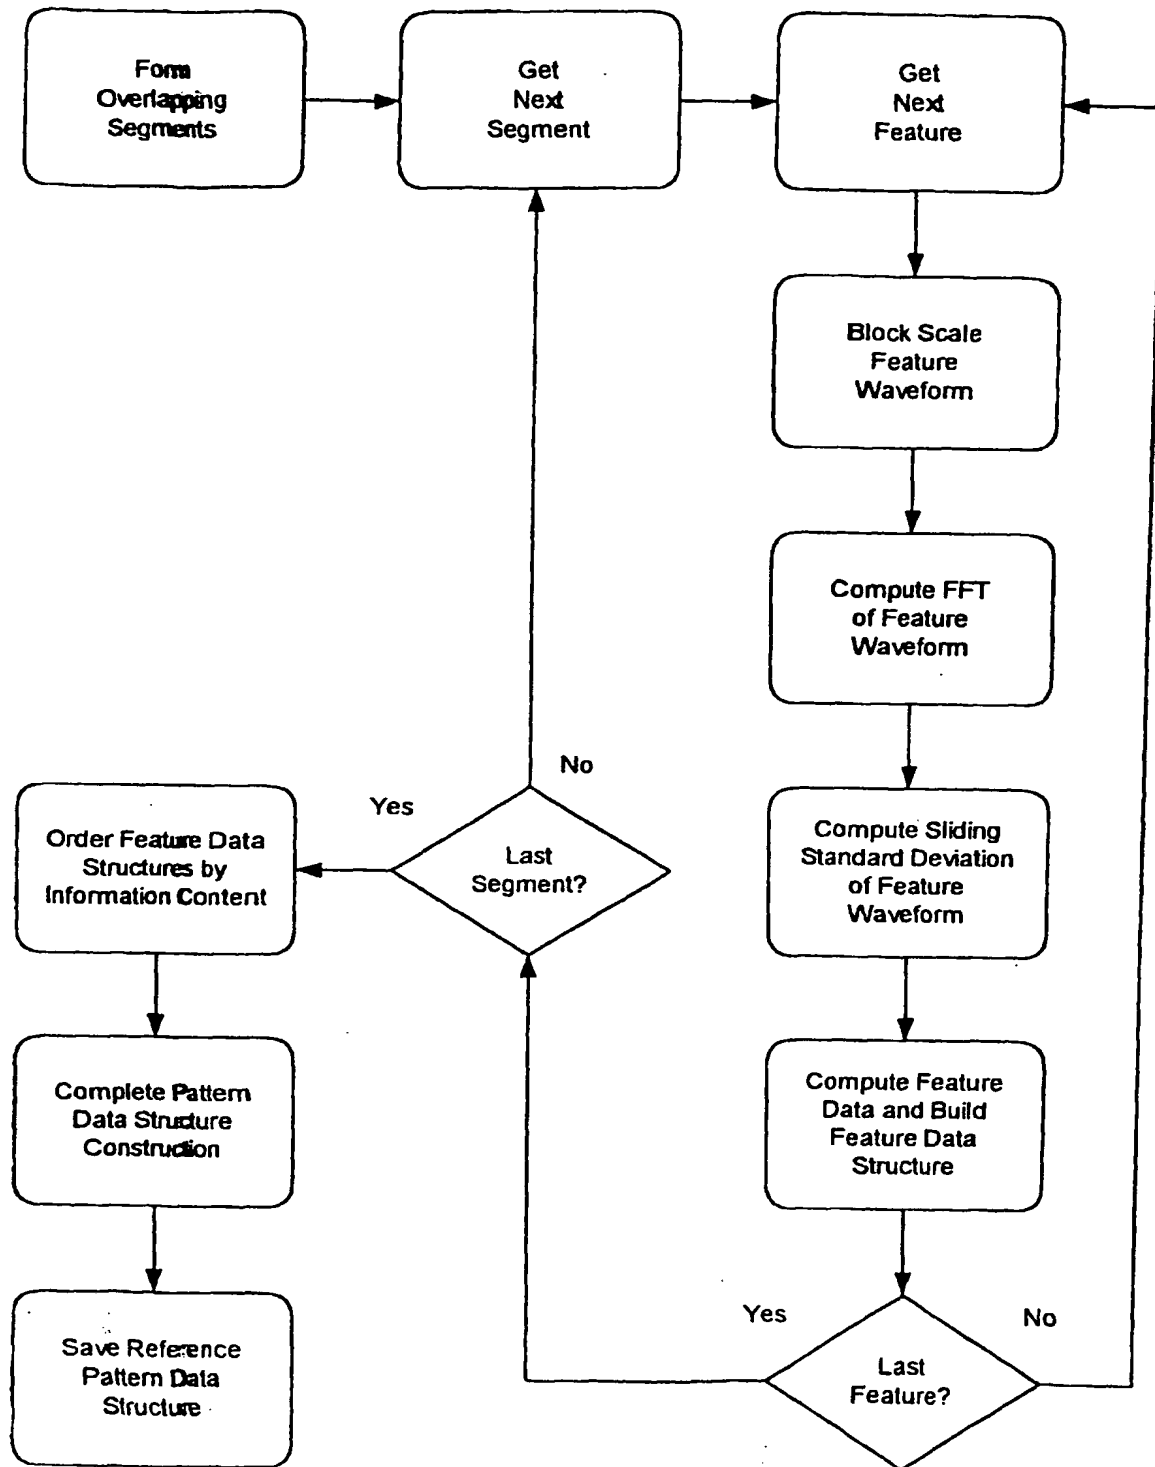 Form
Overlapping
Segments
Get
Next
Segment
Get
Next
Feature
Block Scale
Feature
Waveform
Compute FFT
of Feature
Waveform
No
Yes
Order Feature Data
Structures by
Information Content
Last
Segment?
Compute Sliding
Standard Deviation
of Feature
Waveform
Complete Pattern
Data Structure
Construction
Compute Feature
Data and Build
Feature Data
Structure
Yes
No
Save Reference
Pattern Data
Structure
Last
Feature?